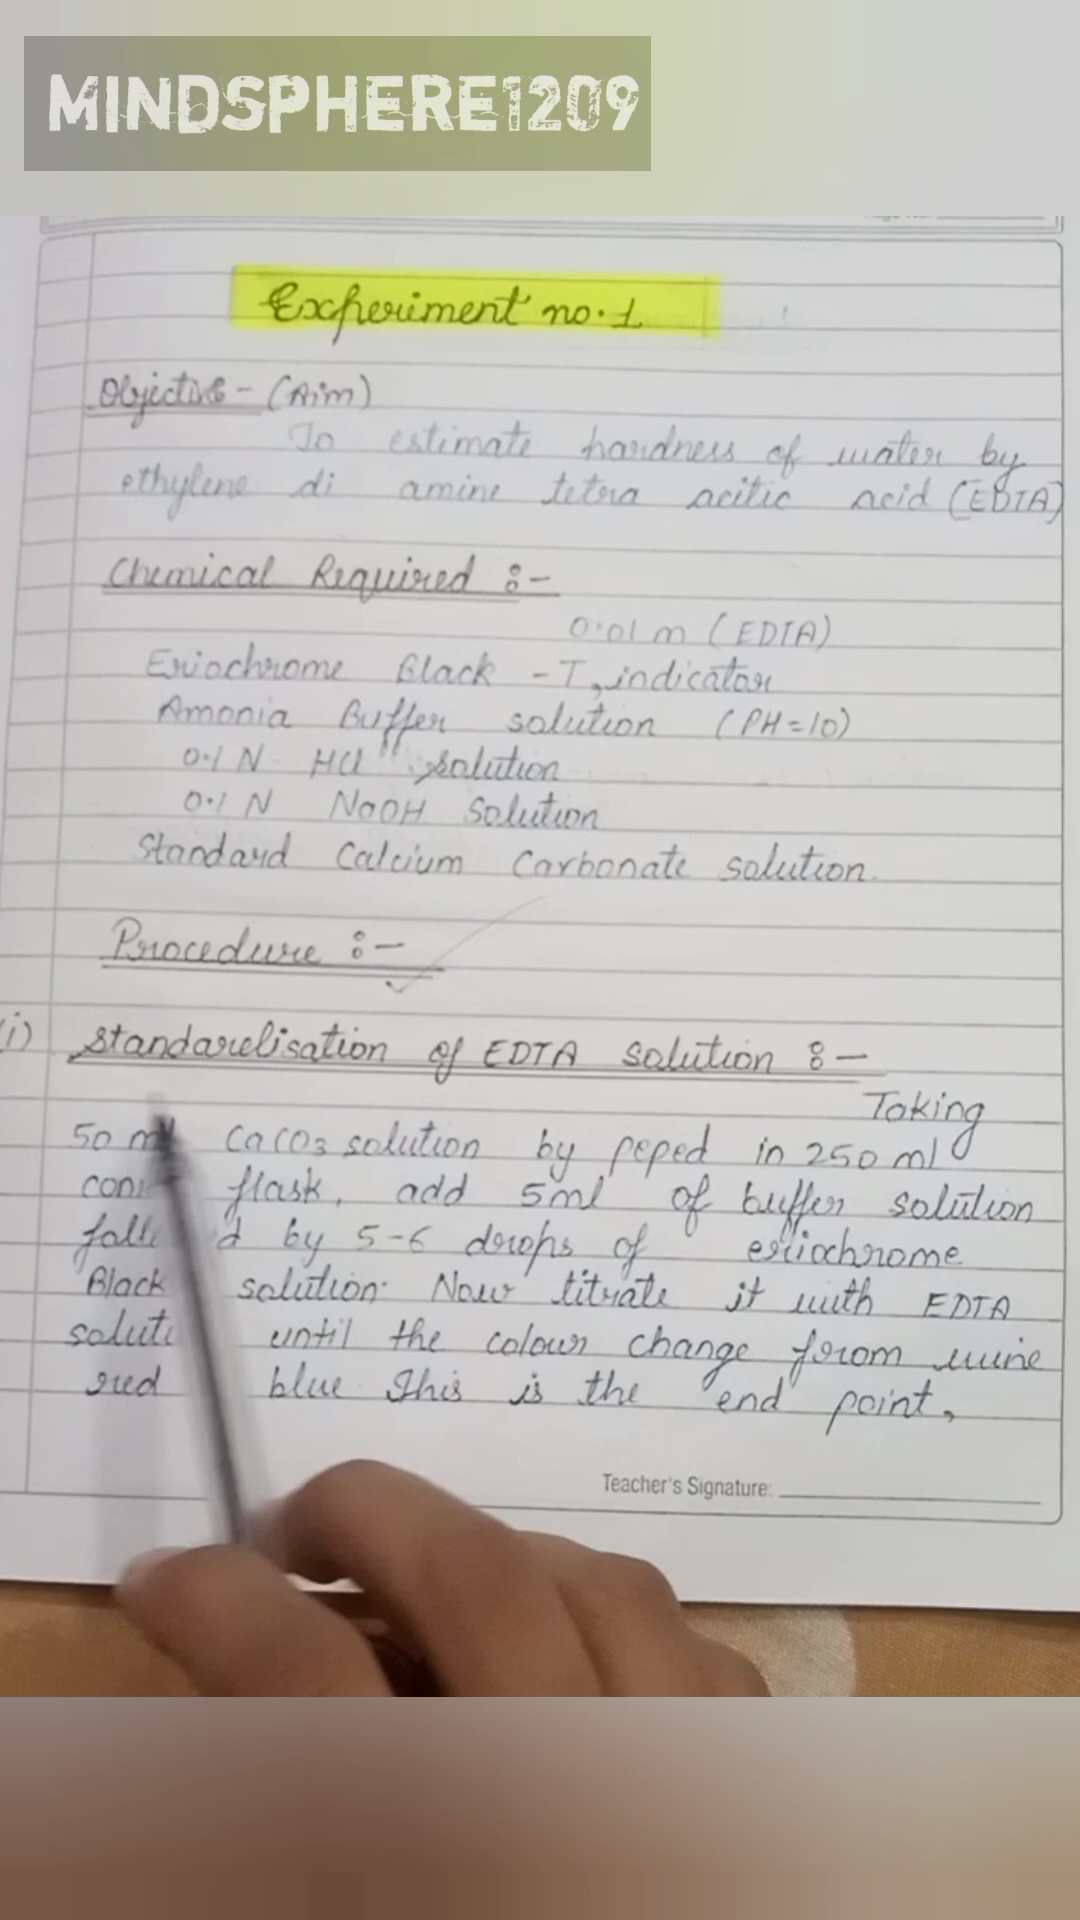 MINDSPHERE1209
Experiment no.1
Objective - (Aim)
To estimate hardness of water by
ethylene di amine tetra acitic acid (EDTA)
Chemical Required :-
0.01 m (EDTA)
Eriochrome Black - T, indicator
Amonia Buffer solution (PH=10)
0.1 N HCl solution
0.1 N NaOH Solution
Standard Calcium Carbonate solution.
Procedure :-
(i) Standardisation of EDTA solution :-
Taking
50 ml CaCO3 solution by peped in 250 ml
flask, add 5ml of buffer solution
by 5-6 drops of eriochrome
Black solution. Now titrate it with EDTA
until the colour change from wine
red blue This is the end point,
Teacher's Signature: